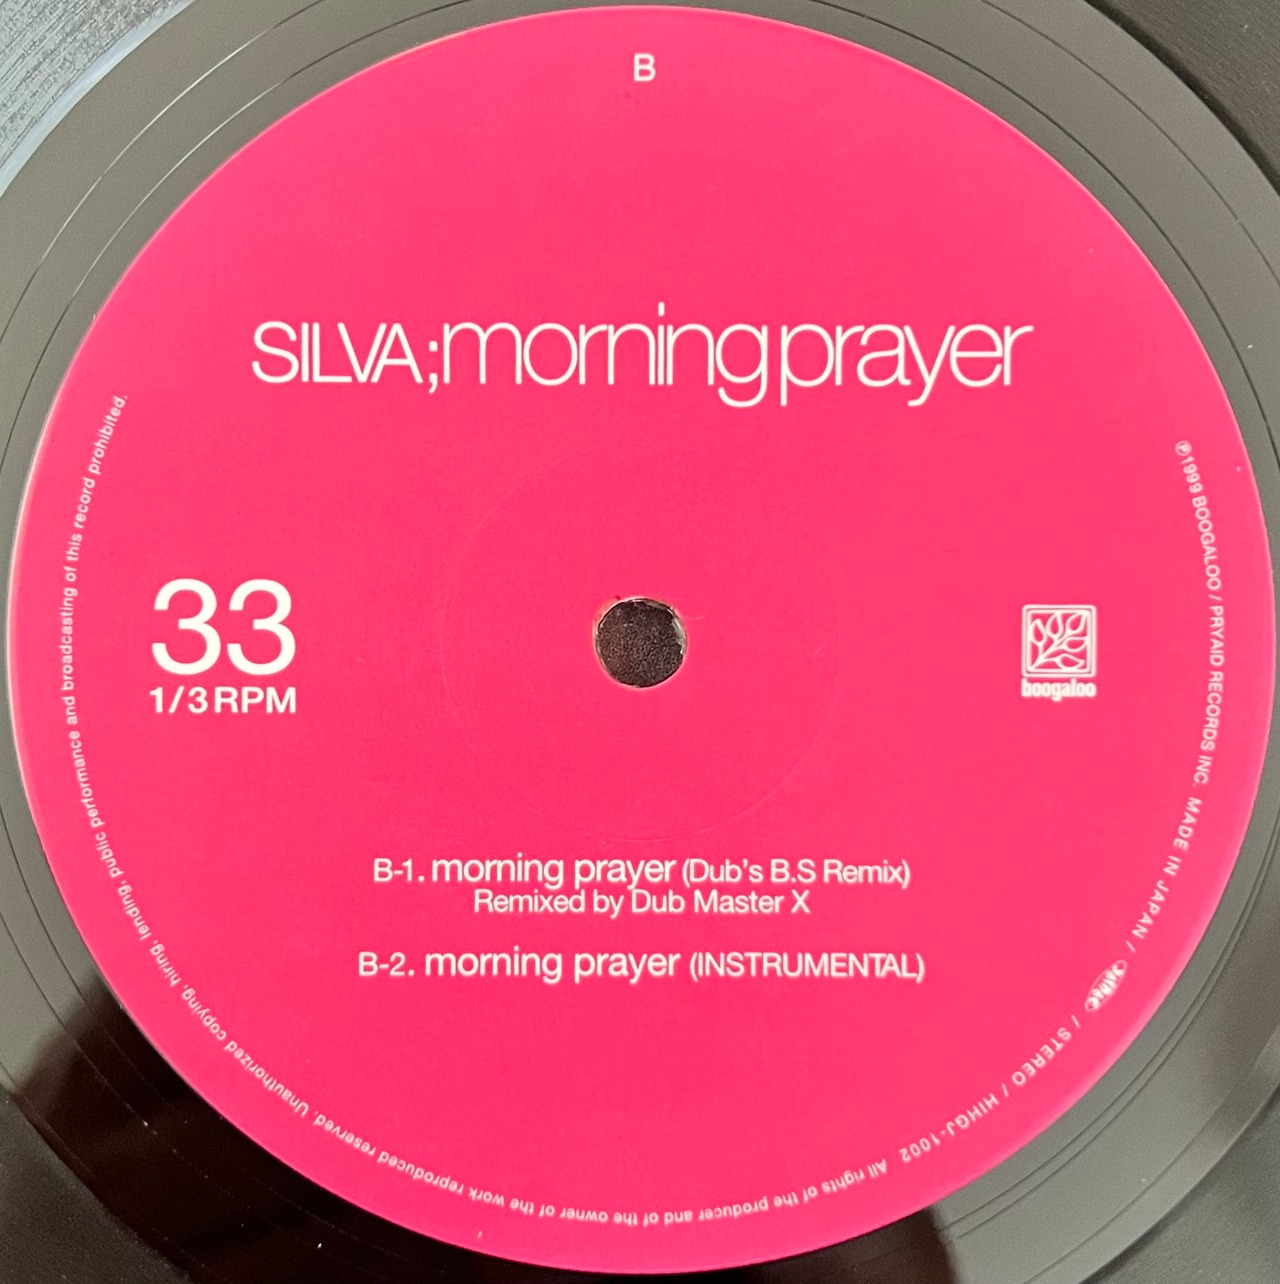 B
SILVA;morning prayer
33
1/3 RPM
boogaloo
B-1. morning prayer (Dub's B.S Remix)
Remixed by Dub Master X
B-2. morning prayer (INSTRUMENTAL)
℗1999 BOOGALOO / PRYAID RECORDS INC. MADE IN JAPAN / / STEREO / HIHGJ-1002 All rights of the producer and of the owner of the work reproduced reserved. Unauthorized copying, hiring, lending, public performance and broadcasting of this record prohibited.